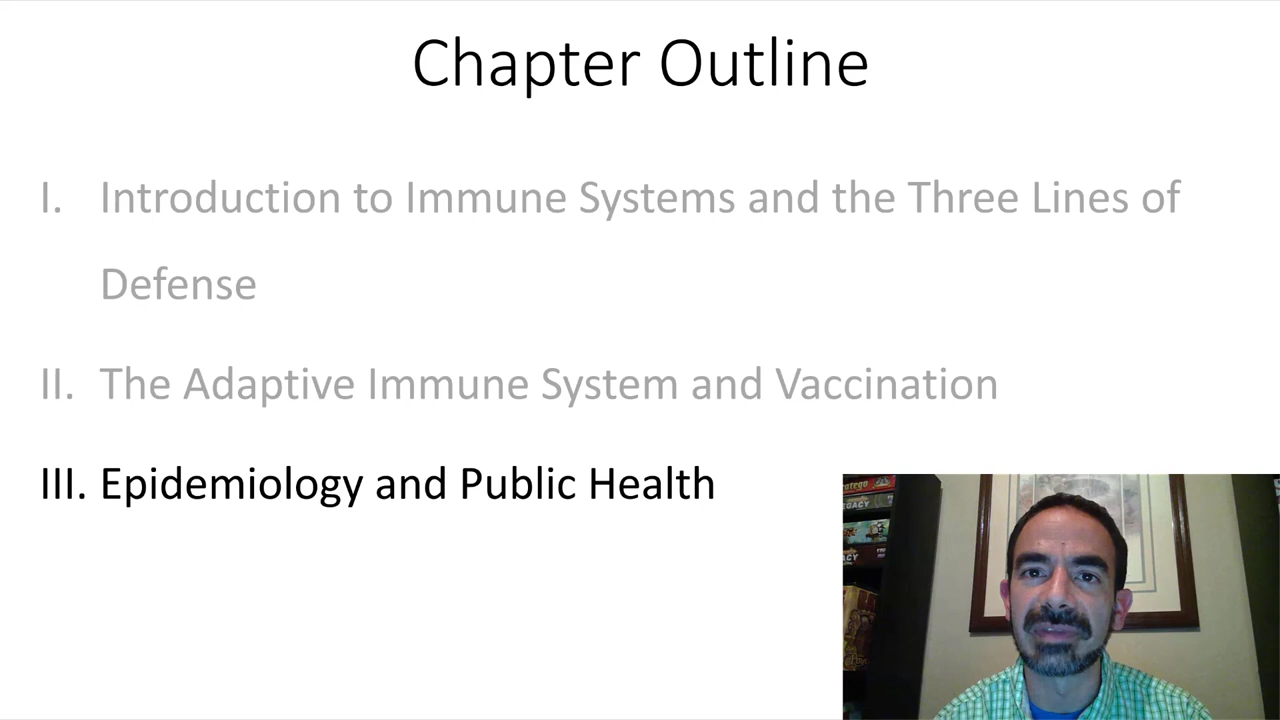 Chapter Outline
I. Introduction to Immune Systems and the Three Lines of
Defense
II. The Adaptive Immune System and Vaccination
III. Epidemiology and Public Health